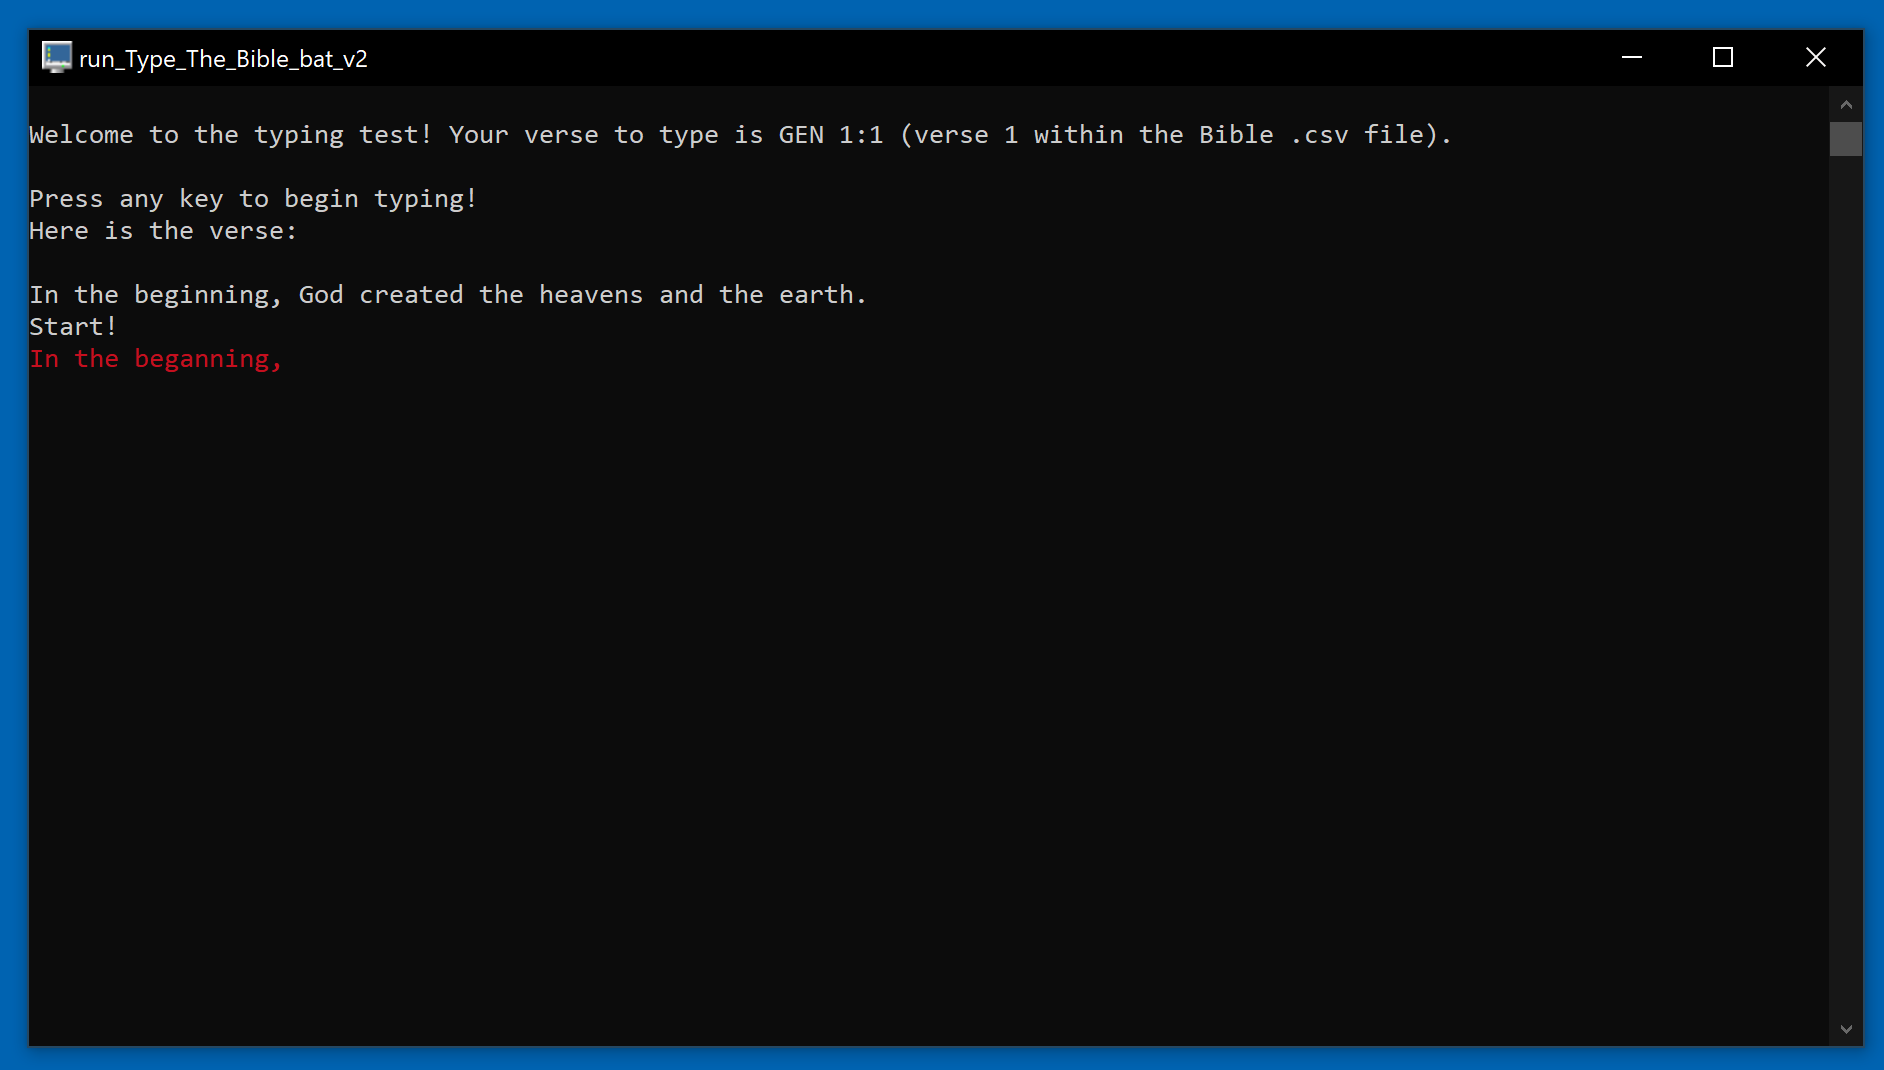 run_Type_The_Bible_bat_v2
Welcome to the typing test! Your verse to type is GEN 1:1 (verse 1 within the Bible .csv file).
Press any key to begin typing!
Here is the verse:
In the beginning, God created the heavens and the earth.
Start!
In the beganning,